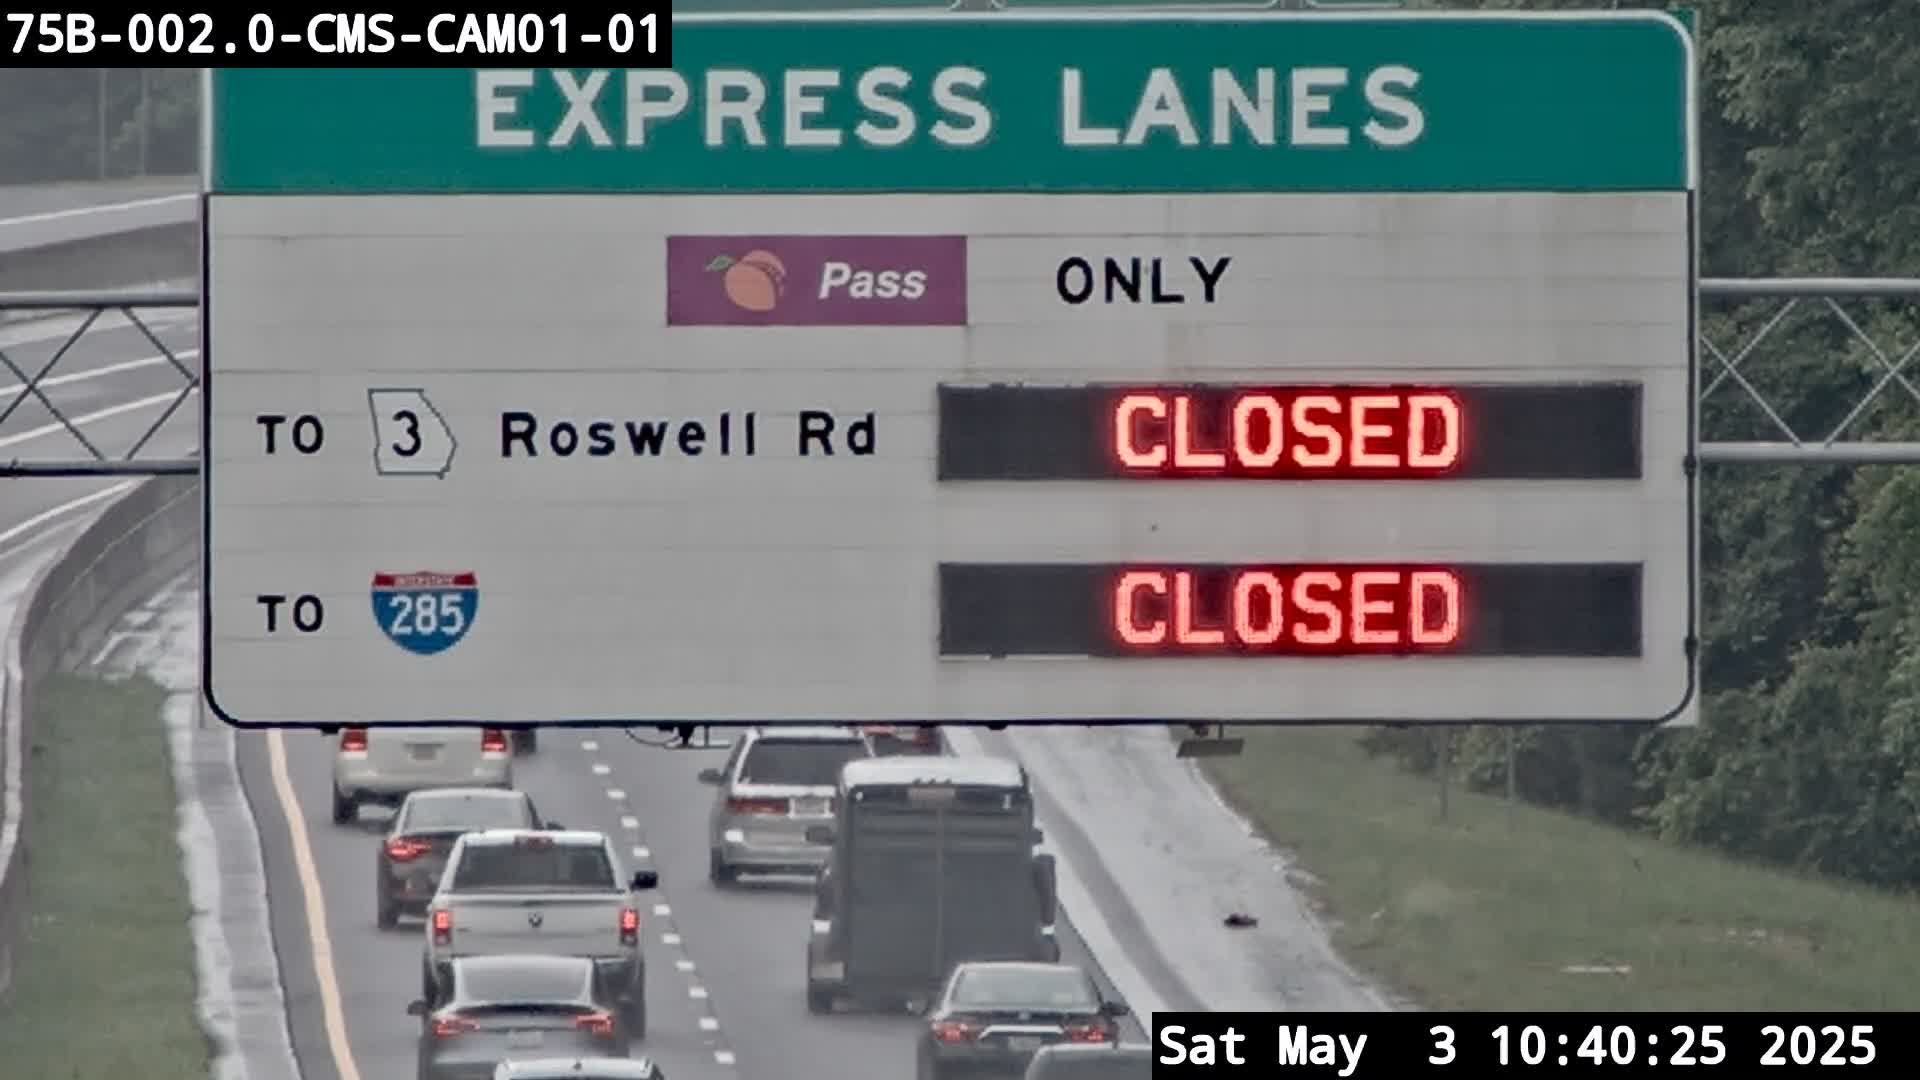 75B-002.0-CMS-CAM01-01
EXPRESS LANES
Pass ONLY
TO 3 Roswell Rd CLOSED
INTERSTATE
TO 285 CLOSED
Sat May 3 10:40:25 2025